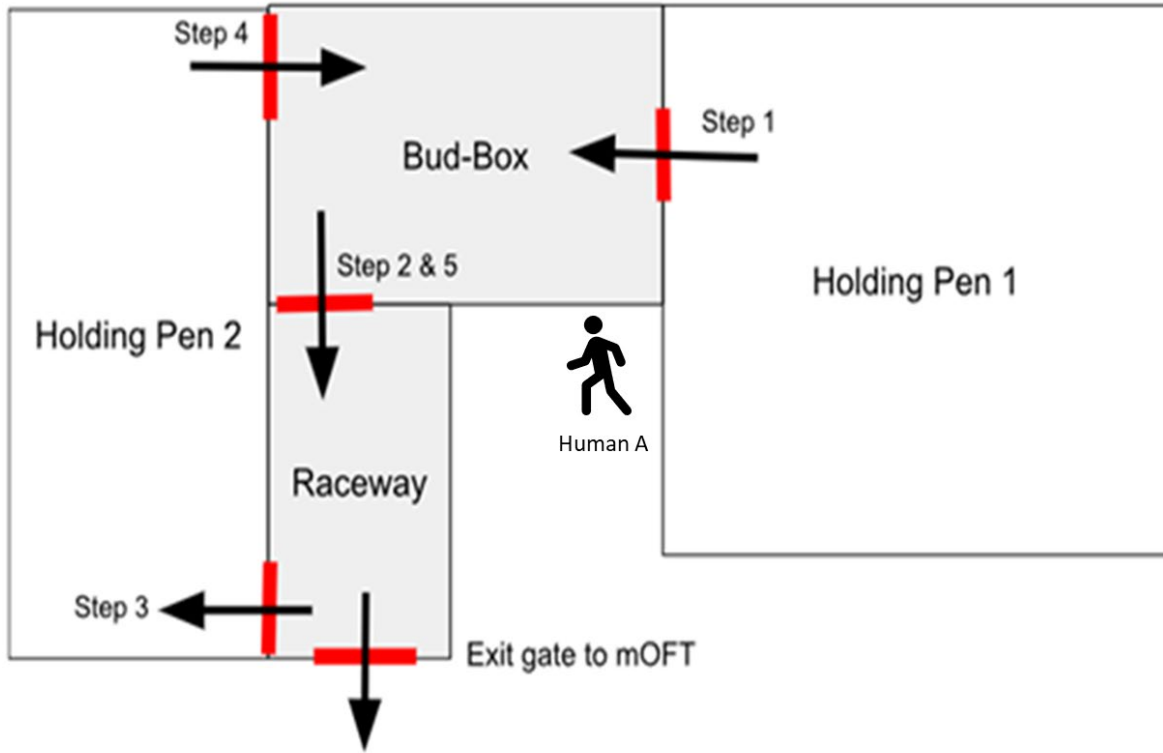 Step 4
Step 1
Bud-Box
Step 2 & 5
Holding Pen 1
Holding Pen 2
Human A
Raceway
Step 3
Exit gate to mOFT